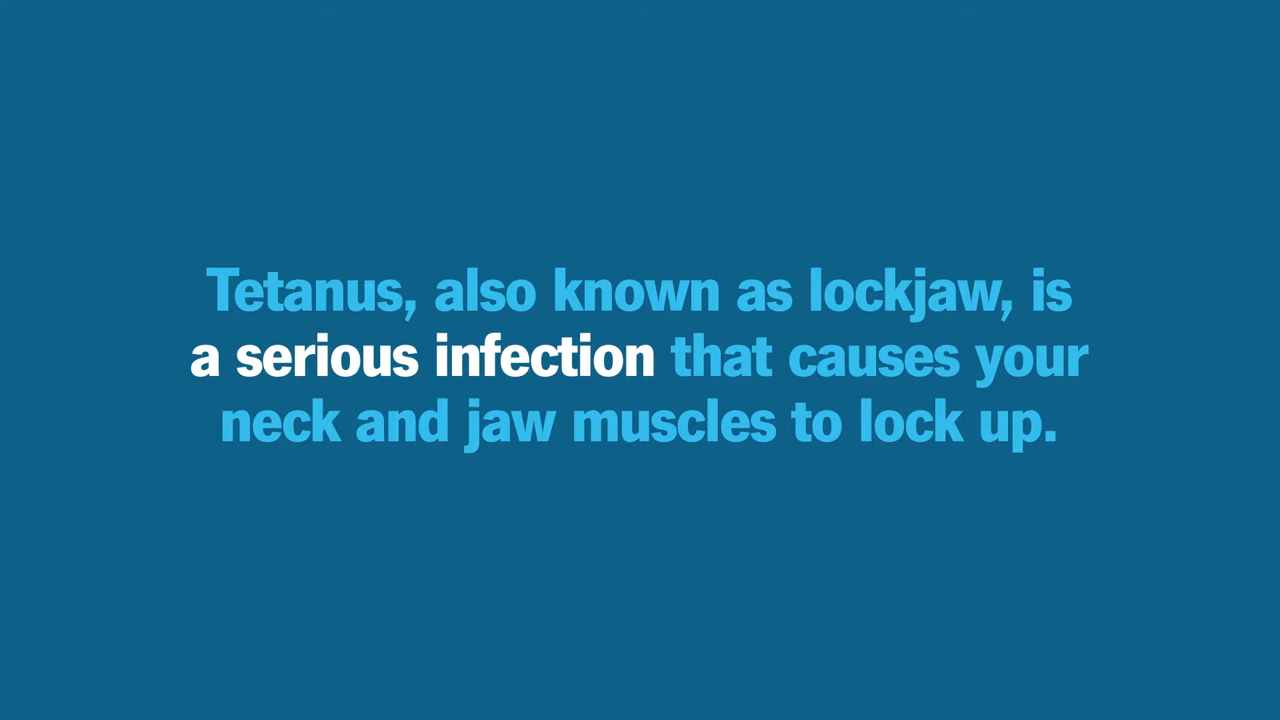 Tetanus, also known as lockjaw, is
a serious infection that causes your
neck and jaw muscles to lock up.